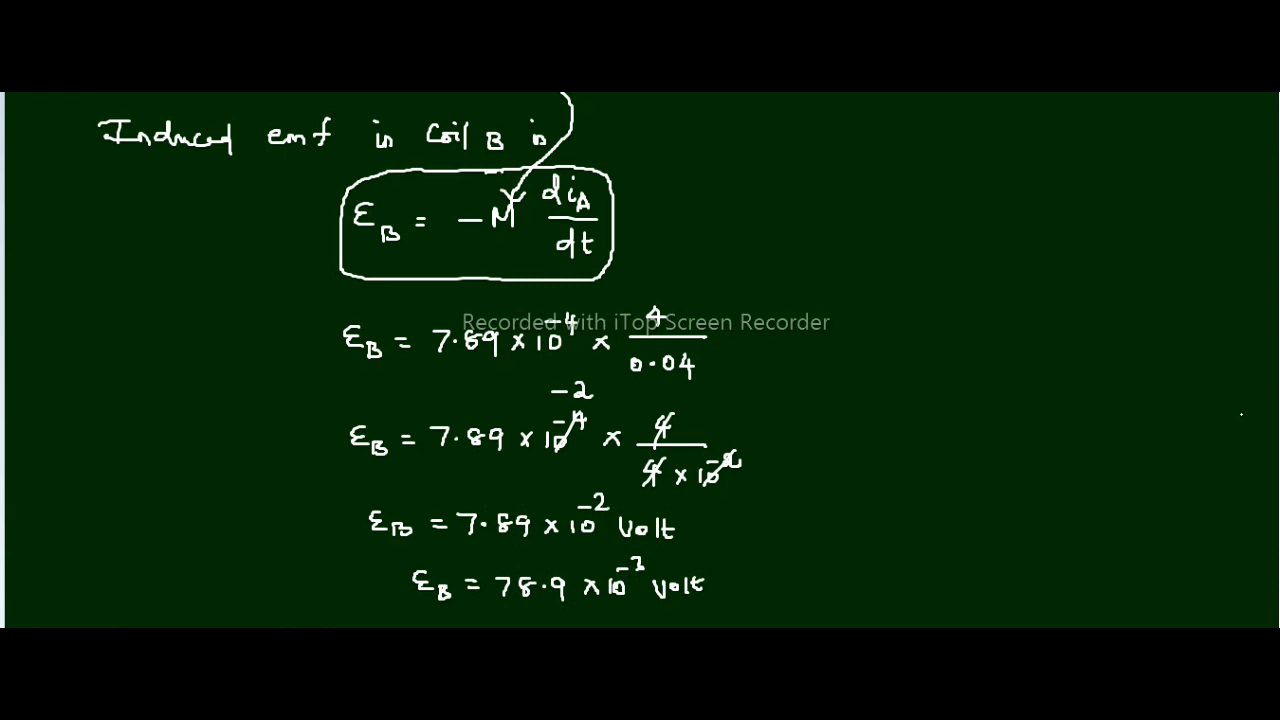 Induced emf in coil B is
ε_B = -M di_A/dt
Recorded with iTop Screen Recorder
ε_B = 7.89 × 10^-4 × 4/0.04
-2
ε_B = 7.89 × 10^-4 × 4/4 × 10^-2
ε_B = 7.89 × 10^-2 volt
ε_B = 78.9 × 10^-3 volt